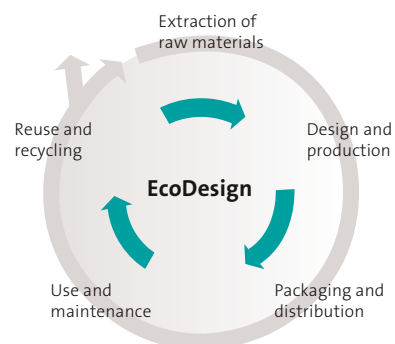 Extraction of
raw materials
Reuse and
recycling
Design and
production
EcoDesign
Use and
maintenance
Packaging and
distribution